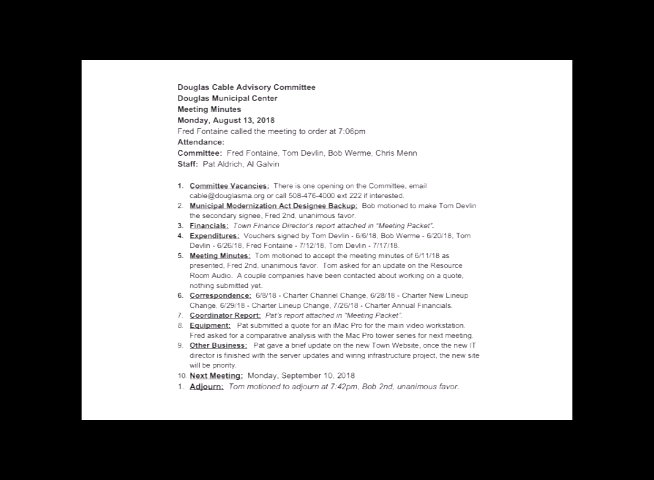 Douglas Cable Advisory Committee
Douglas Municipal Center
Meeting Minutes
Monday, August 13, 2018
Fred Fontaine called the meeting to order at 7:06pm
Attendance:
Committee: Fred Fontaine, Tom Devlin, Bob Werme, Chris Menn
Staff: Pat Aldrich, Al Galvin
1. Committee Vacancies: There is one opening on the Committee, email
cable@douglasma.org or call 508-476-4000 ext 222 if interested.
2. Municipal Modernization Act Designee Backup: Bob motioned to make Tom Devlin
the secondary signee, Fred 2nd, unanimous favor.
3. Financials: Town Finance Director's report attached in "Meeting Packet".
4. Expenditures: Vouchers signed by Tom Devlin - 6/6/18, Bob Werme - 6/20/18, Tom
Devlin - 6/26/18, Fred Fontaine - 7/12/18, Tom Devlin - 7/17/18.
5. Meeting Minutes: Tom motioned to accept the meeting minutes of 6/11/18 as
presented, Fred 2nd, unanimous favor. Tom asked for an update on the Resource
Room Audio. A couple companies have been contacted about working on a quote,
nothing submitted yet.
6. Correspondence: 6/8/18 - Charter Channel Change, 6/28/18 - Charter New Lineup
Change, 6/29/18 - Charter Lineup Change, 7/26/18 - Charter Annual Financials.
7. Coordinator Report: Pat's report attached in "Meeting Packet".
8. Equipment: Pat submitted a quote for an iMac Pro for the main video workstation.
Fred asked for a comparative analysis with the Mac Pro tower series for next meeting.
9. Other Business: Pat gave a brief update on the new Town Website, once the new IT
director is finished with the server updates and wiring infrastructure project, the new site
will be priority.
10. Next Meeting: Monday, September 10, 2018
1. Adjourn: Tom motioned to adjourn at 7:42pm, Bob 2nd, unanimous favor.